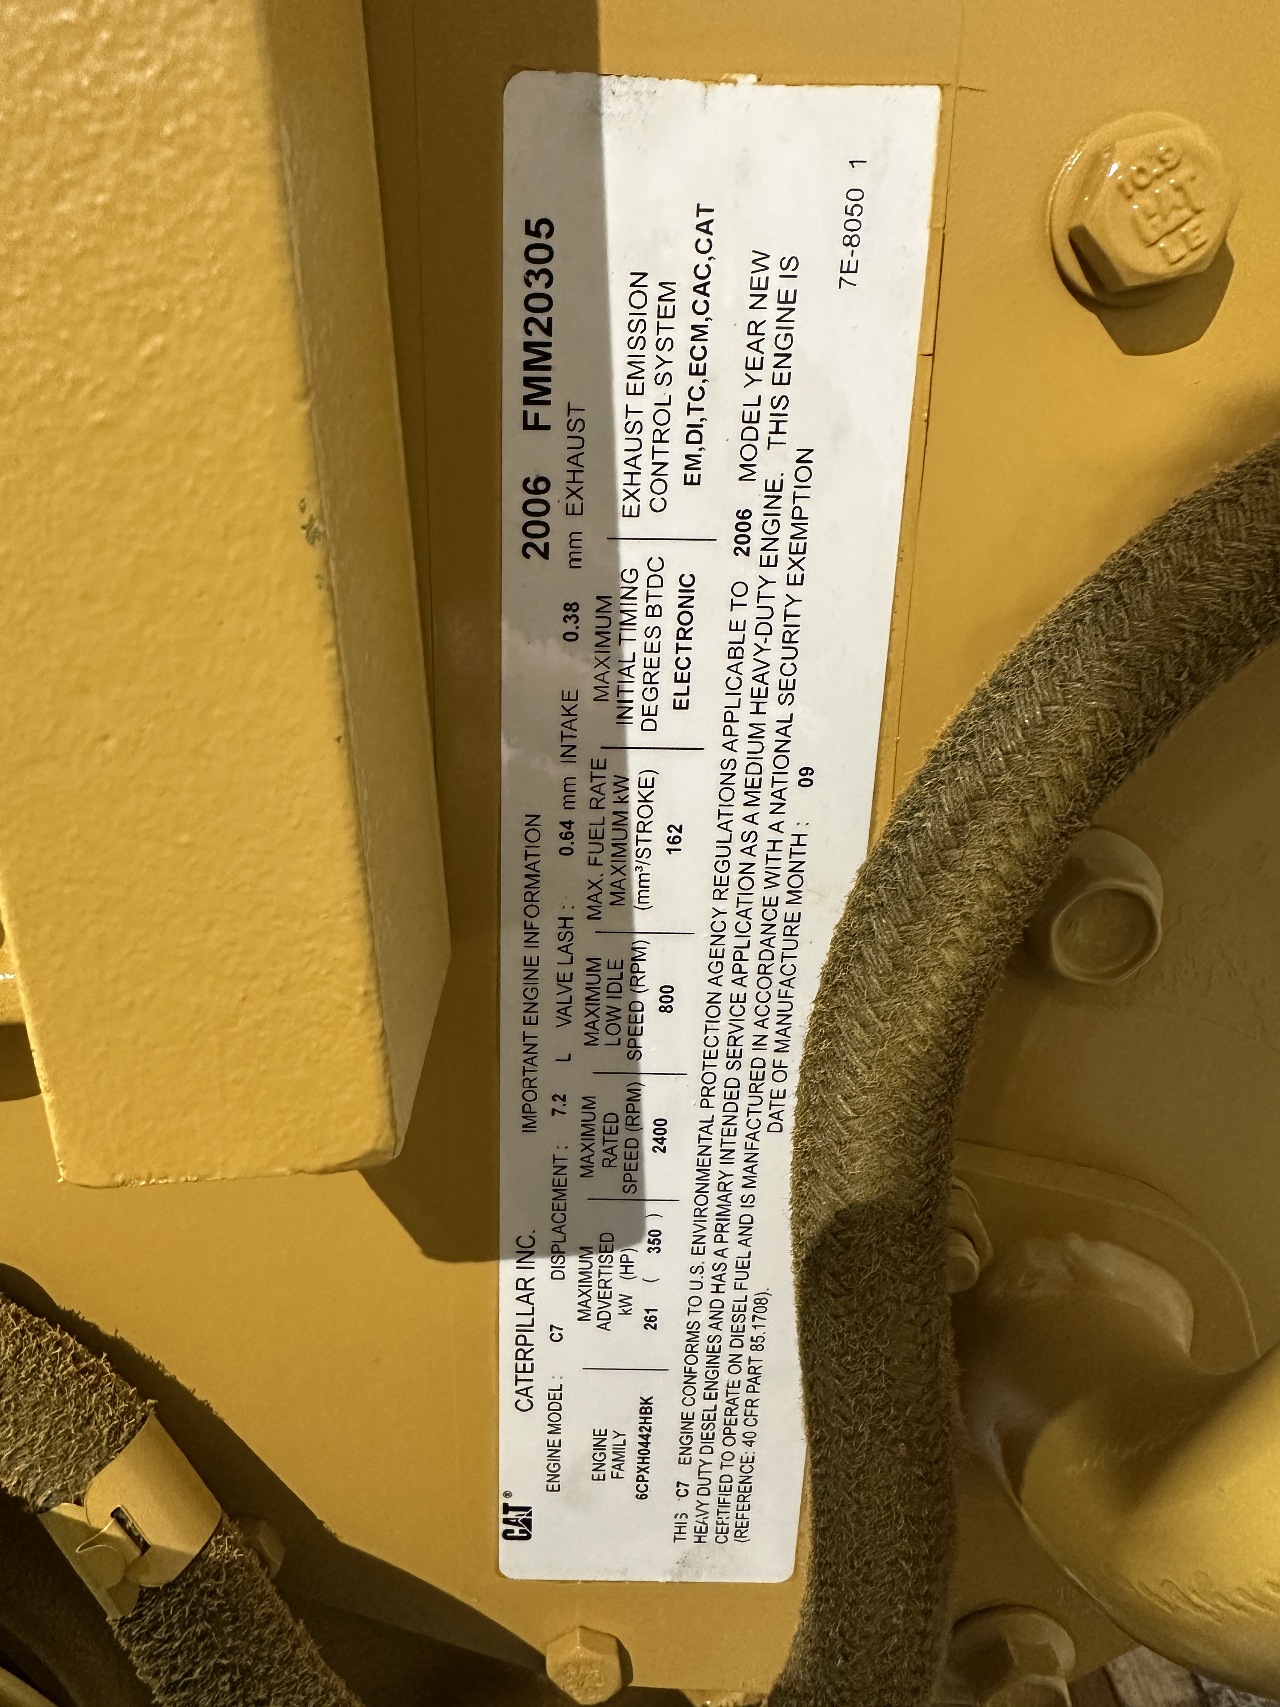 CAT®
CATERPILLAR INC. IMPORTANT ENGINE INFORMATION 2006 FMM20305
ENGINE MODEL: C7 DISPLACEMENT: 7.2 L VALVE LASH: 0.64 mm INTAKE 0.38 mm EXHAUST
ENGINE
FAMILY
6CPXH0442HBK
MAXIMUM
ADVERTISED
kW (HP)
261 ( 350 )
MAXIMUM
RATED
SPEED (RPM)
2400
MAXIMUM
LOW IDLE
SPEED (RPM)
800
MAX. FUEL RATE
MAXIMUM kW
(mm³/STROKE)
162
MAXIMUM
INITIAL TIMING
DEGREES BTDC
ELECTRONIC
EXHAUST EMISSION
CONTROL SYSTEM
EM,DI,TC,ECM,CAC,CAT
THIS C7 ENGINE CONFORMS TO U.S. ENVIRONMENTAL PROTECTION AGENCY REGULATIONS APPLICABLE TO 2006 MODEL YEAR NEW
HEAVY DUTY DIESEL ENGINES AND HAS A PRIMARY INTENDED SERVICE APPLICATION AS A MEDIUM HEAVY-DUTY ENGINE. THIS ENGINE IS
CERTIFIED TO OPERATE ON DIESEL FUEL AND IS MANFACTURED IN ACCORDANCE WITH A NATIONAL SECURITY EXEMPTION
(REFERENCE: 40 CFR PART 85.1708). DATE OF MANUFACTURE MONTH: 09
7E-8050 1
10.9
HAT
LE